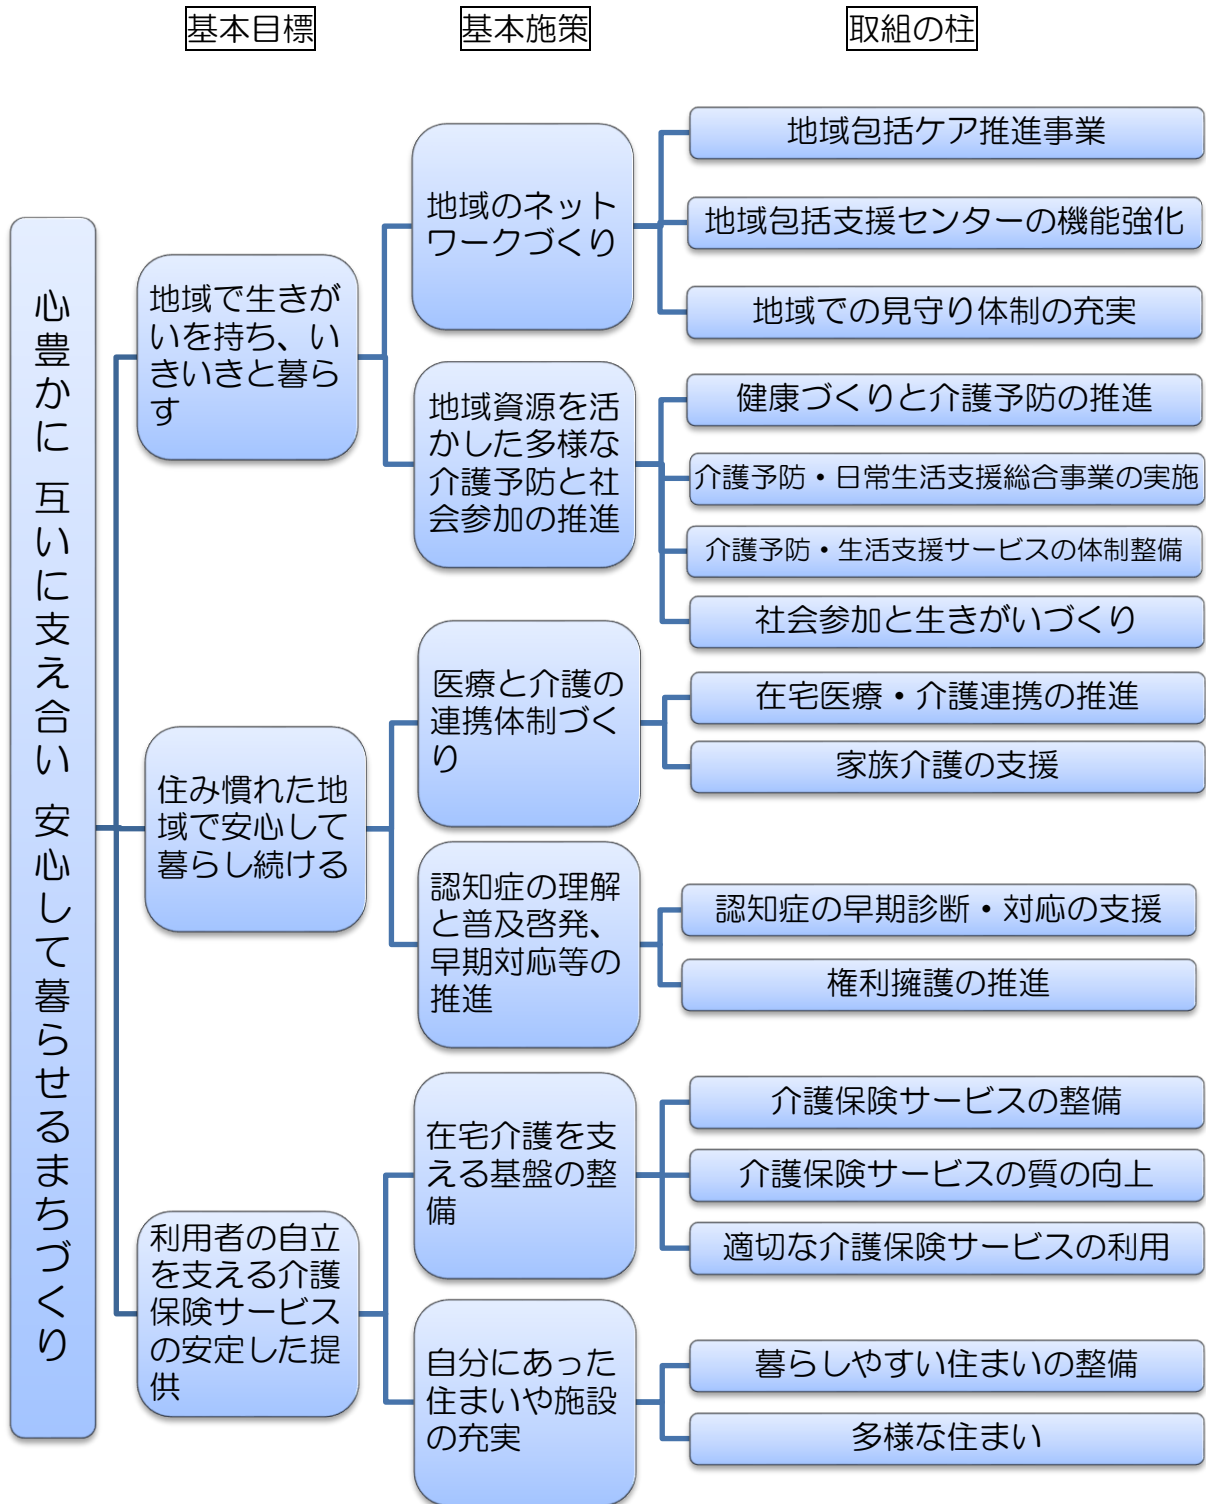 基本目標
基本施策
取組の柱
心豊かに 互いに支え合い 安心して暮らせるまちづくり
地域で生きが
いを持ち、い
きいきと暮ら
す
地域のネット
ワークづくり
地域包括ケア推進事業
地域包括支援センターの機能強化
地域での見守り体制の充実
地域資源を活
かした多様な
介護予防と社
会参加の推進
健康づくりと介護予防の推進
介護予防・日常生活支援総合事業の実施
介護予防・生活支援サービスの体制整備
社会参加と生きがいづくり
住み慣れた地
域で安心して
暮らし続ける
医療と介護の
連携体制づく
り
在宅医療・介護連携の推進
家族介護の支援
認知症の理解
と普及啓発、
早期対応等の
推進
認知症の早期診断・対応の支援
権利擁護の推進
利用者の自立
を支える介護
保険サービス
の安定した提
供
在宅介護を支
える基盤の整
備
介護保険サービスの整備
介護保険サービスの質の向上
適切な介護保険サービスの利用
自分にあった
住まいや施設
の充実
暮らしやすい住まいの整備
多様な住まい